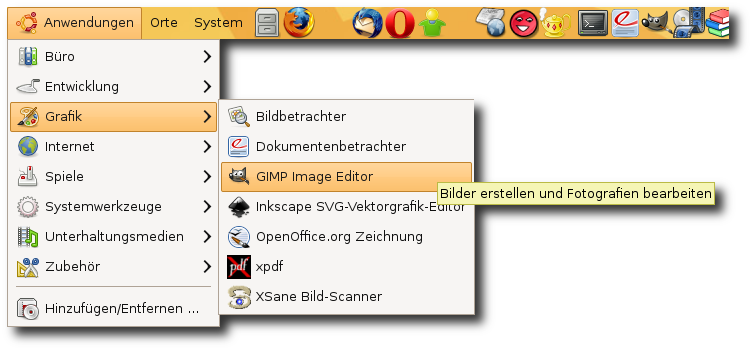 Anwendungen Orte System
Büro
Entwicklung
Grafik
Internet
Spiele
Systemwerkzeuge
Unterhaltungsmedien
Zubehör
Hinzufügen/Entfernen ...
Bildbetrachter
Dokumentenbetrachter
GIMP Image Editor
Bilder erstellen und Fotografien bearbeiten
Inkscape SVG-Vektorgrafik-Editor
OpenOffice.org Zeichnung
pdf xpdf
XSane Bild-Scanner